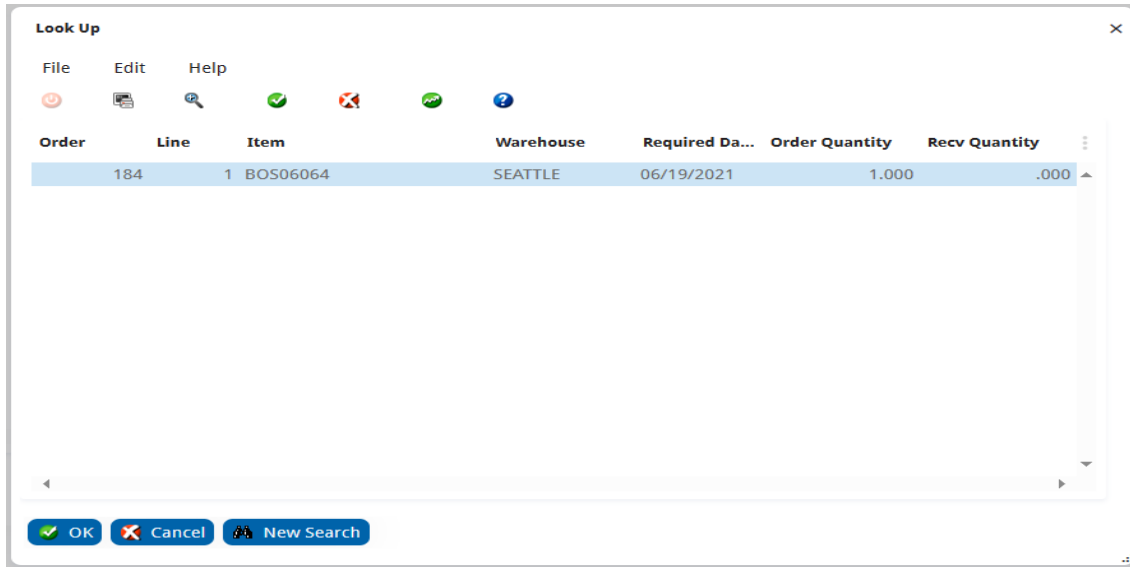 Look Up
File Edit Help
Order Line Item Warehouse Required Da... Order Quantity Recv Quantity
184 1 BOS06064 SEATTLE 06/19/2021 1.000 .000
OK Cancel New Search